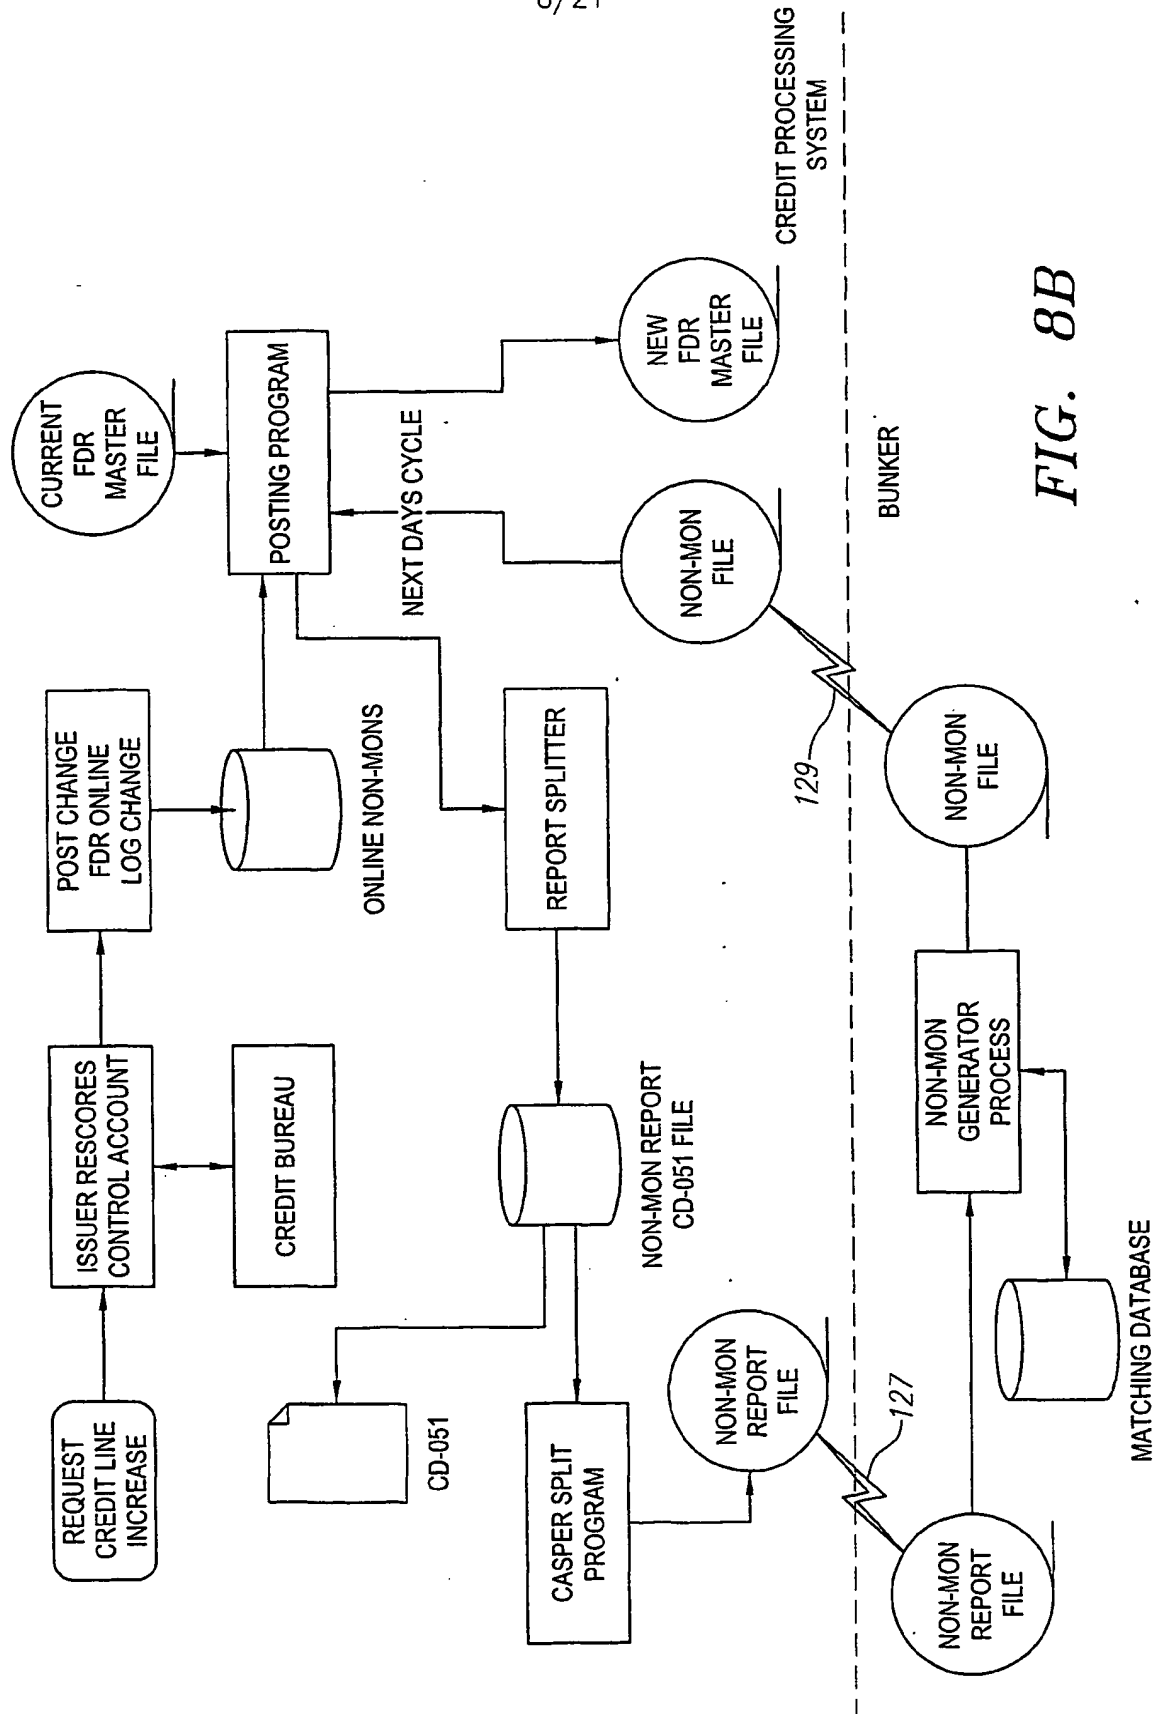 REQUEST
CREDIT LINE
INCREASE
ISSUER RESCORES
CONTROL ACCOUNT
POST CHANGE
FDR ONLINE
LOG CHANGE
CREDIT BUREAU
ONLINE NON-MONS
CURRENT
FDR
MASTER
FILE
POSTING PROGRAM
NEXT DAYS CYCLE
CD-051
NON-MON REPORT
CD-051 FILE
REPORT SPLITTER
CASPER SPLIT
PROGRAM
NON-MON
REPORT
FILE
NON-MON
FILE
NEW
FDR
MASTER
FILE
CREDIT PROCESSING
SYSTEM
127
129
BUNKER
NON-MON
REPORT
FILE
NON-MON
GENERATOR
PROCESS
NON-MON
FILE
MATCHING DATABASE
FIG. 8B